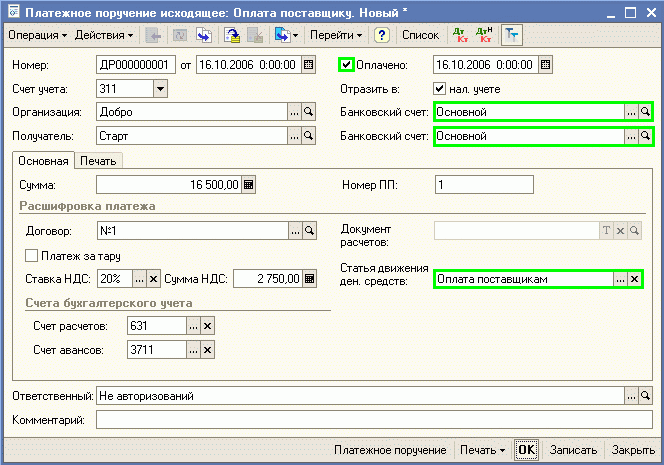 Платежное поручение исходящее: Оплата поставщику. Новый *
Операция Действия Перейти ? Список Дт Кт Дт Н Кт
Номер: ДР000000001 от 16.10.2006 0:00:00 Оплачено: 16.10.2006 0:00:00
Счет учета: 311 Отразить в: нал. учете
Организация: Добро ... Банковский счет: Основной ...
Получатель: Старт ... Банковский счет: Основной ...
Основная Печать
Сумма: 16 500,00 Номер ПП: 1
Расшифровка платежа
Договор: №1 ... Документ расчетов: T x
Платеж за тару
Ставка НДС: 20% ... x Сумма НДС: 2 750,00 Статья движения ден. средств: Оплата поставщикам ... x
Счета бухгалтерского учета
Счет расчетов: 631 ... x
Счет авансов: 3711 ... x
Ответственный: Не авторизований ...
Комментарий:
Платежное поручение Печать OK Записать Закрыть